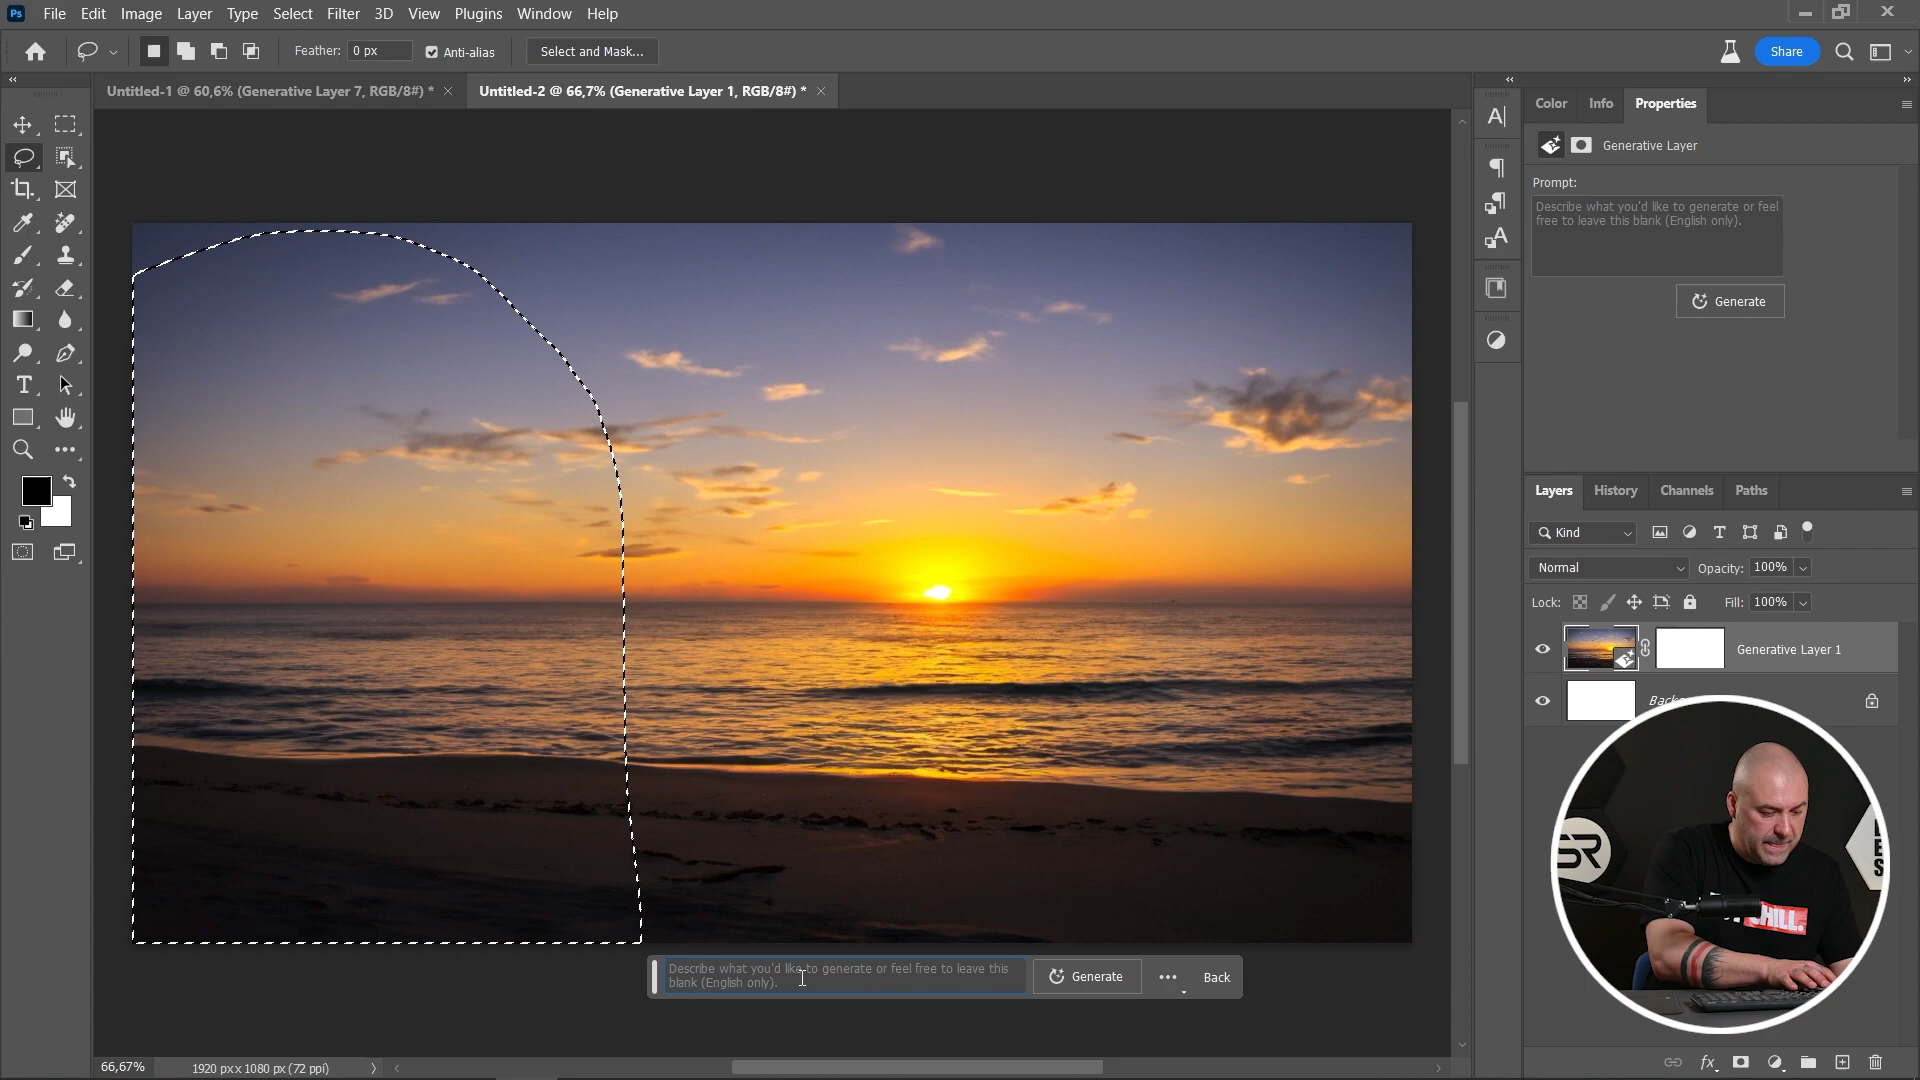 Ps File Edit Image Layer Type Select Filter 3D View Plugins Window Help
Feather: 0 px Anti-alias Select and Mask... Share
Untitled-1 @ 60,6% (Generative Layer 7, RGB/8#) * Untitled-2 @ 66,7% (Generative Layer 1, RGB/8#) *
Color Info Properties
Generative Layer
Prompt:
Describe what you'd like to generate or feel
free to leave this blank (English only).
Generate
Layers History Channels Paths
Kind
Normal Opacity: 100%
Lock: Fill: 100%
Generative Layer 1
SR
CHILL.
Describe what you'd like to generate or feel free to leave this
blank (English only).
Generate
Back
66,67% 1920 px x 1080 px (72 ppi)
fx